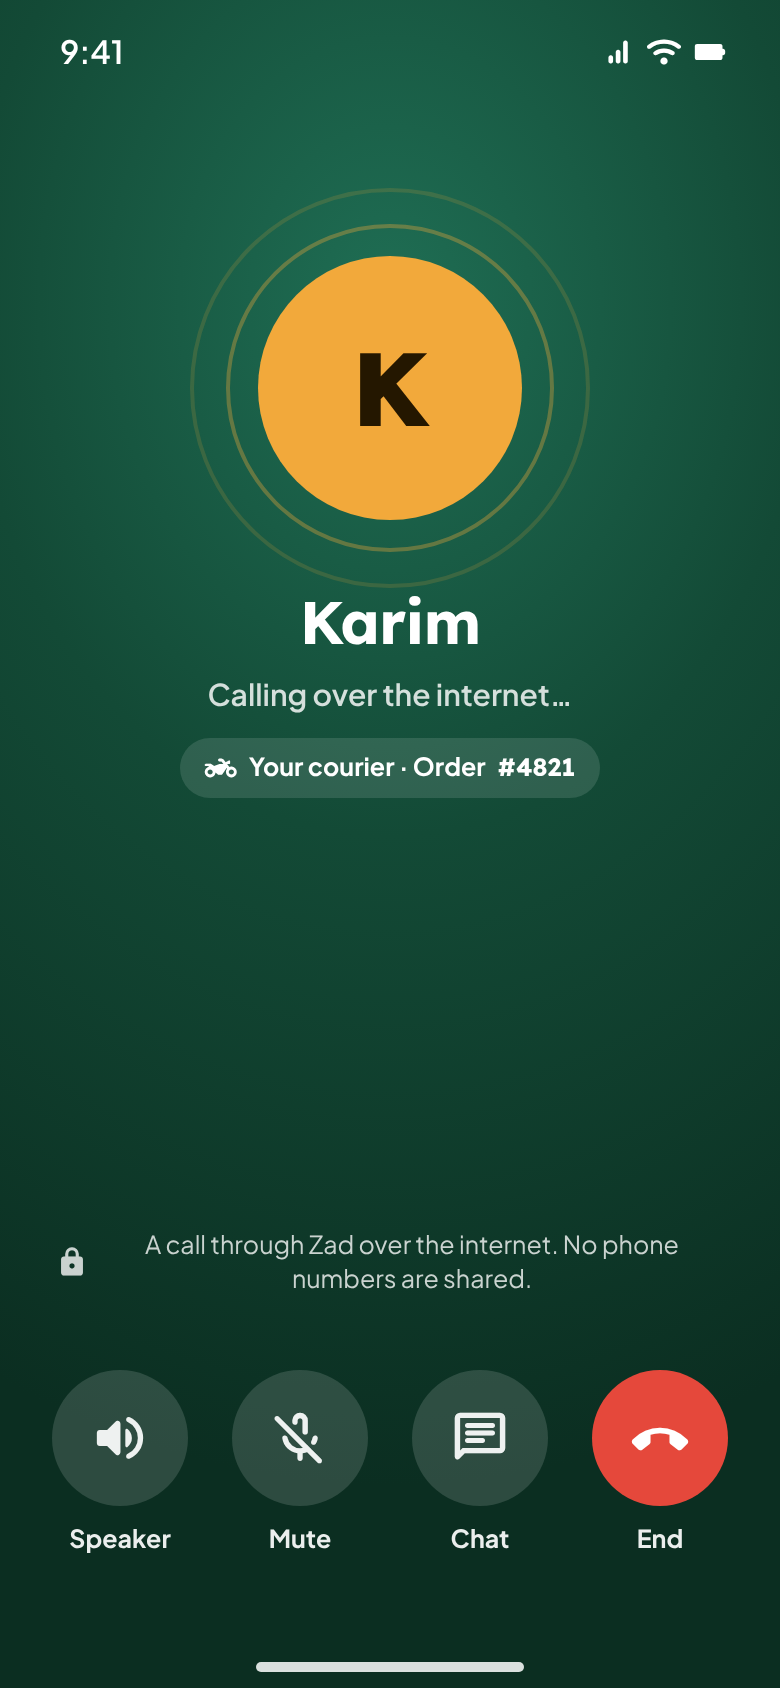 9:41
K
Karim
Calling over the internet…
Your courier · Order #4821
A call through Zad over the internet. No phone
numbers are shared.
Speaker
Mute
Chat
End